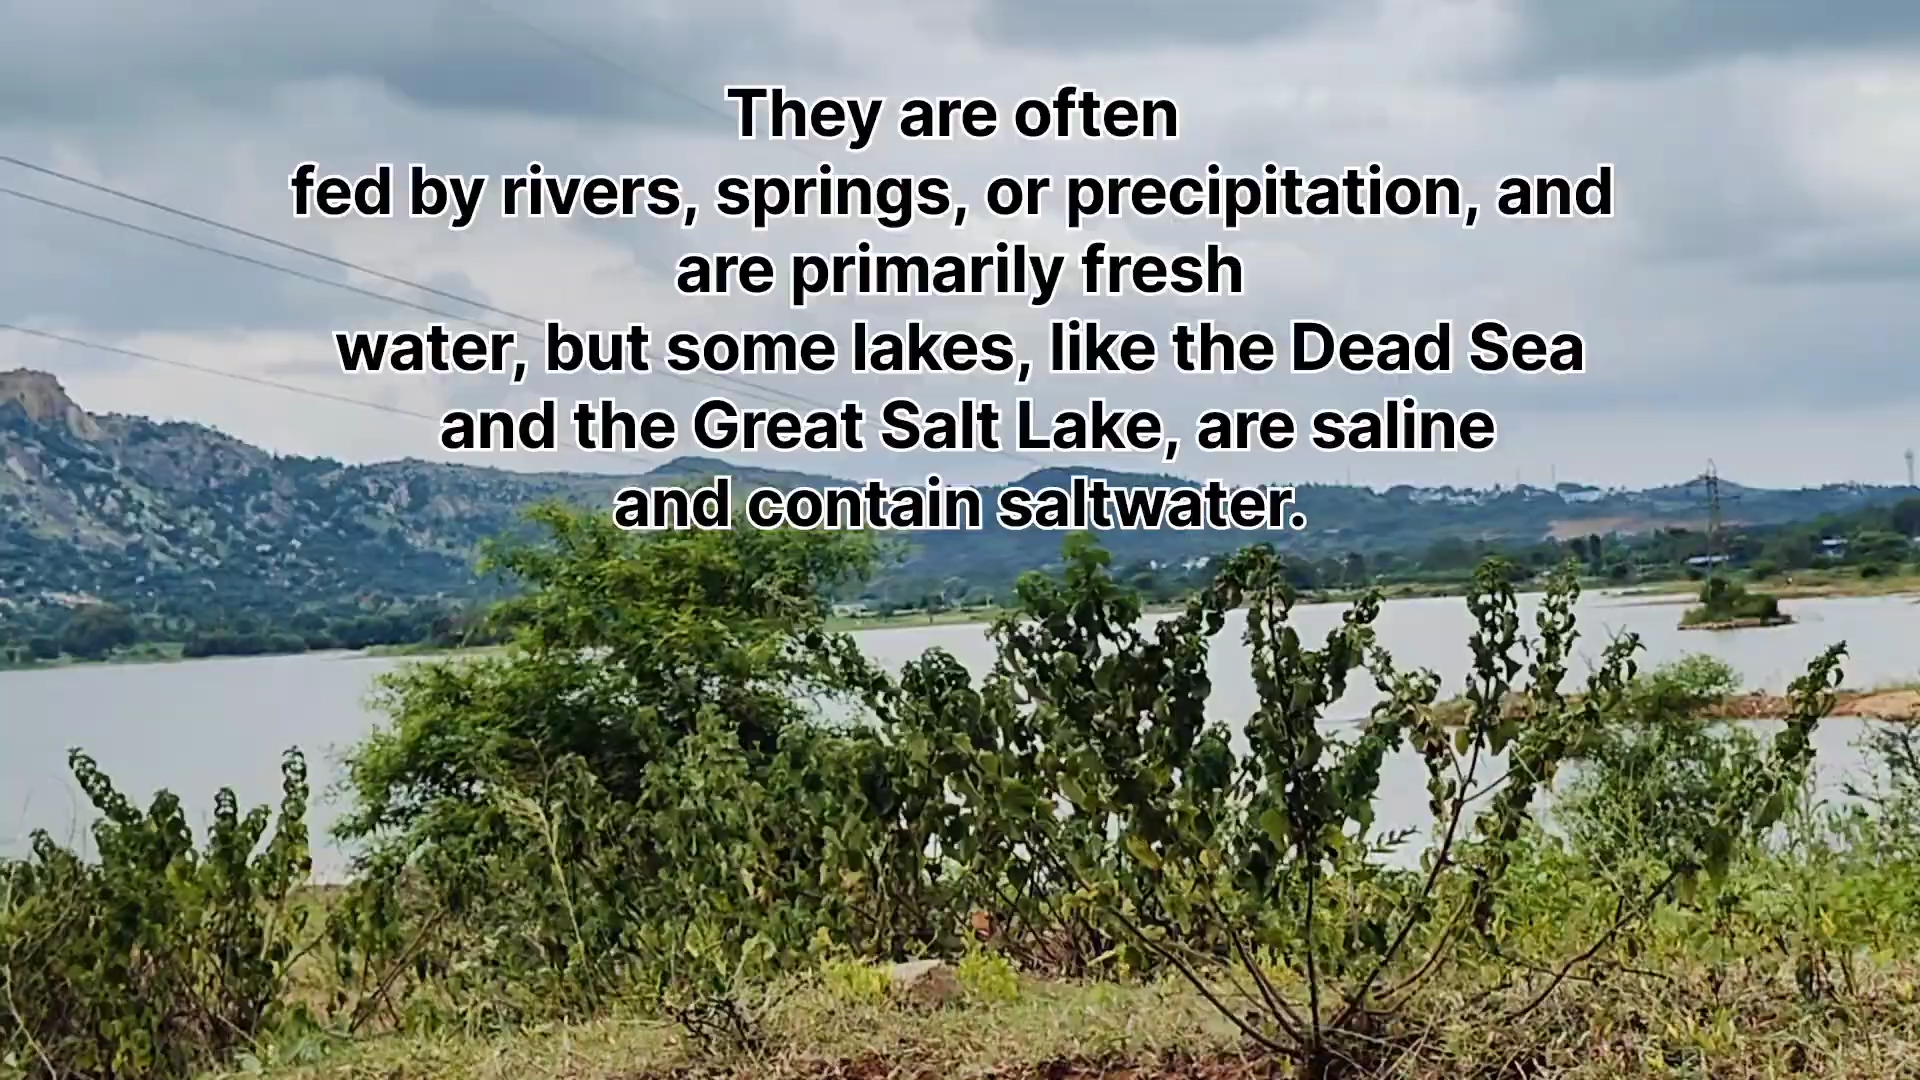 They are often
fed by rivers, springs, or precipitation, and
are primarily fresh
water, but some lakes, like the Dead Sea
and the Great Salt Lake, are saline
and contain saltwater.